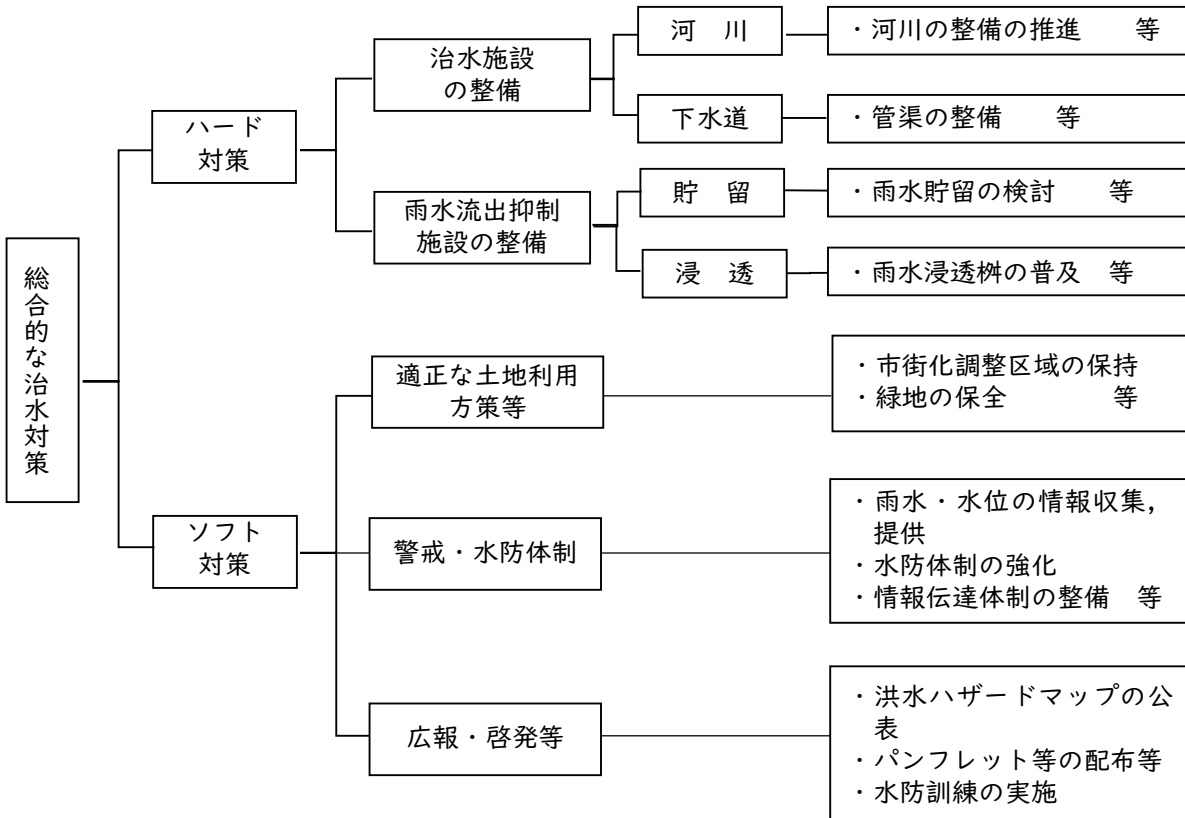 総合的な治水対策
ハード
対策
治水施設
の整備
河　川
・河川の整備の推進　　等
下水道
・管渠の整備　　等
雨水流出抑制
施設の整備
貯　留
・雨水貯留の検討　　等
浸　透
・雨水浸透桝の普及　等
ソフト
対策
適正な土地利用
方策等
・市街化調整区域の保持
・緑地の保全　　　　等
警戒・水防体制
・雨水・水位の情報収集，
提供
・水防体制の強化
・情報伝達体制の整備　等
広報・啓発等
・洪水ハザードマップの公
表
・パンフレット等の配布等
・水防訓練の実施